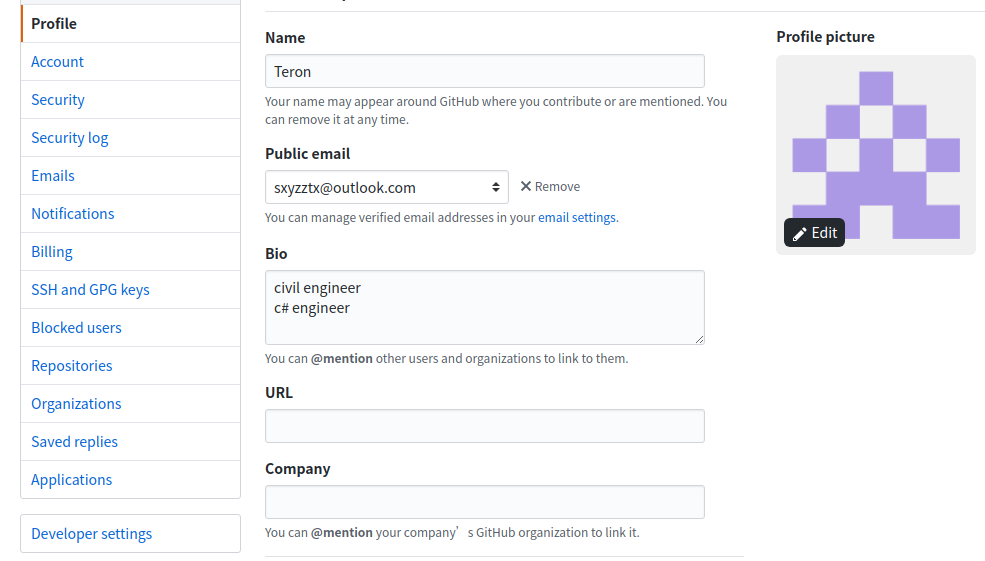 Profile
Account
Security
Security log
Emails
Notifications
Billing
SSH and GPG keys
Blocked users
Repositories
Organizations
Saved replies
Applications
Developer settings
Name
Teron
Your name may appear around GitHub where you contribute or are mentioned. You
can remove it at any time.
Public email
sxyzztx@outlook.com
Remove
You can manage verified email addresses in your email settings.
Bio
civil engineer
c# engineer
You can @mention other users and organizations to link to them.
URL
Company
You can @mention your company’s GitHub organization to link it.
Profile picture
Edit